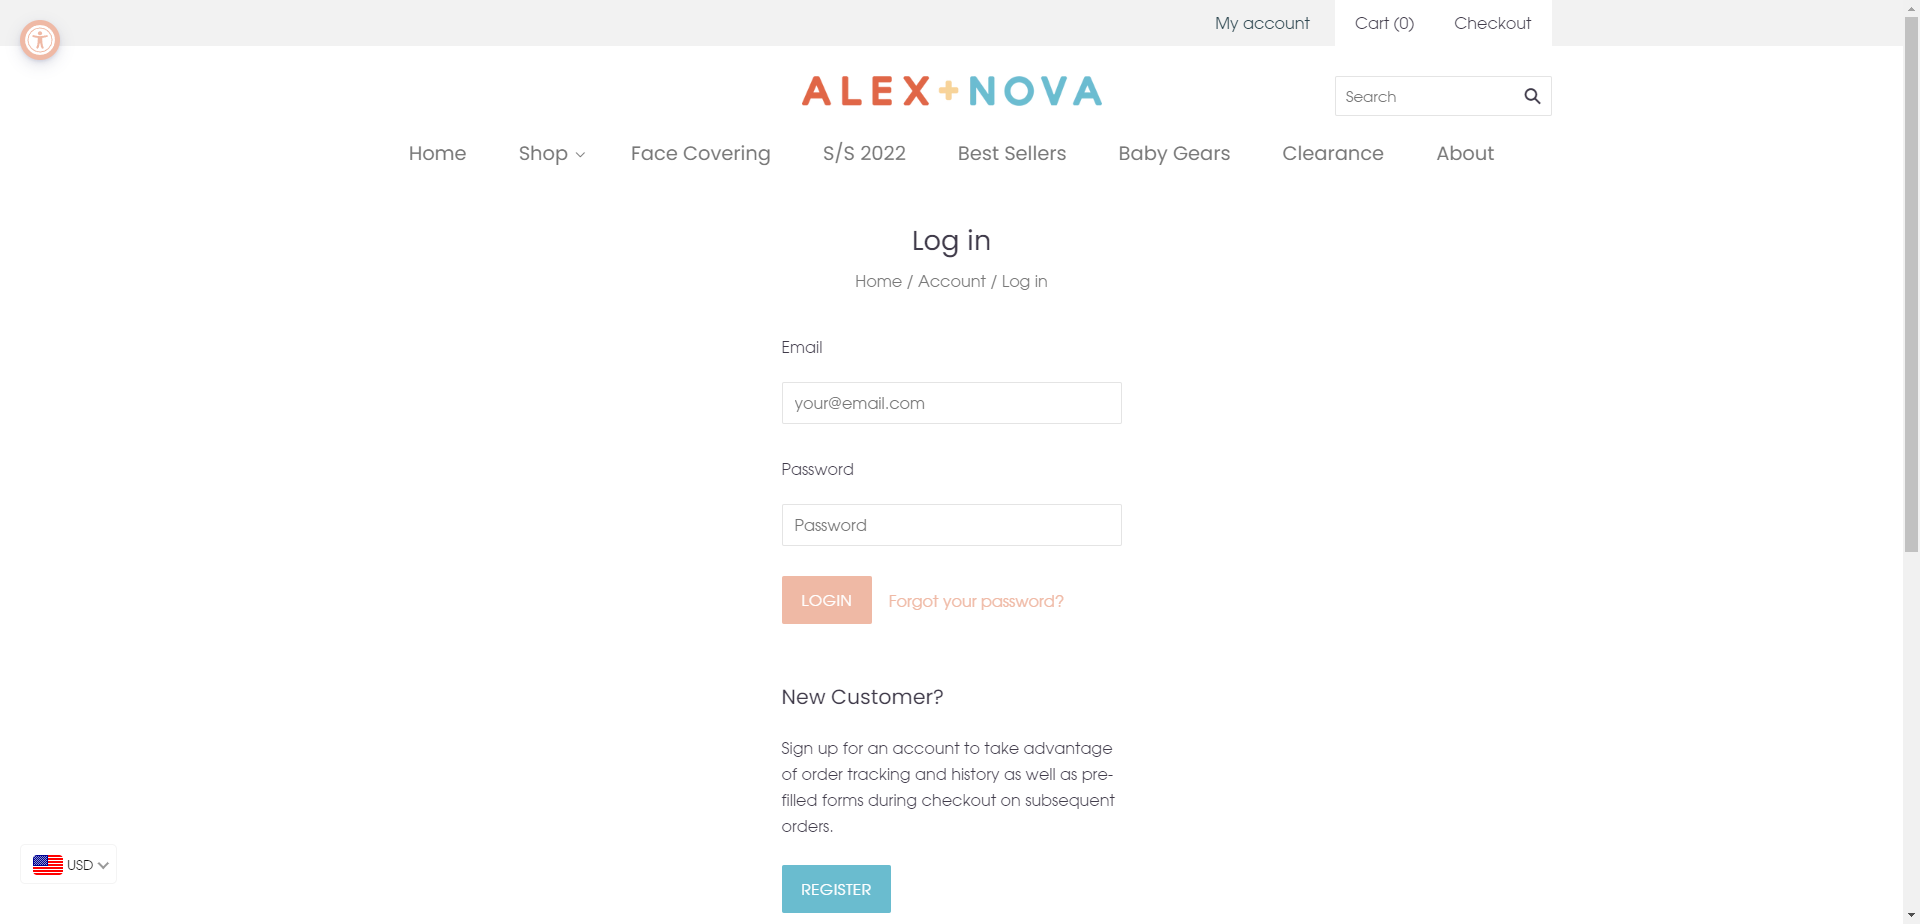 My account
Cart (0)
Checkout
ALEX+NOVA
Search
Home
Shop
Face Covering
S/S 2022
Best Sellers
Baby Gears
Clearance
About
Log in
Home / Account / Log in
Email
your@email.com
Password
Password
LOGIN
Forgot your password?
New Customer?
Sign up for an account to take advantage
of order tracking and history as well as pre-
filled forms during checkout on subsequent
orders.
USD
REGISTER